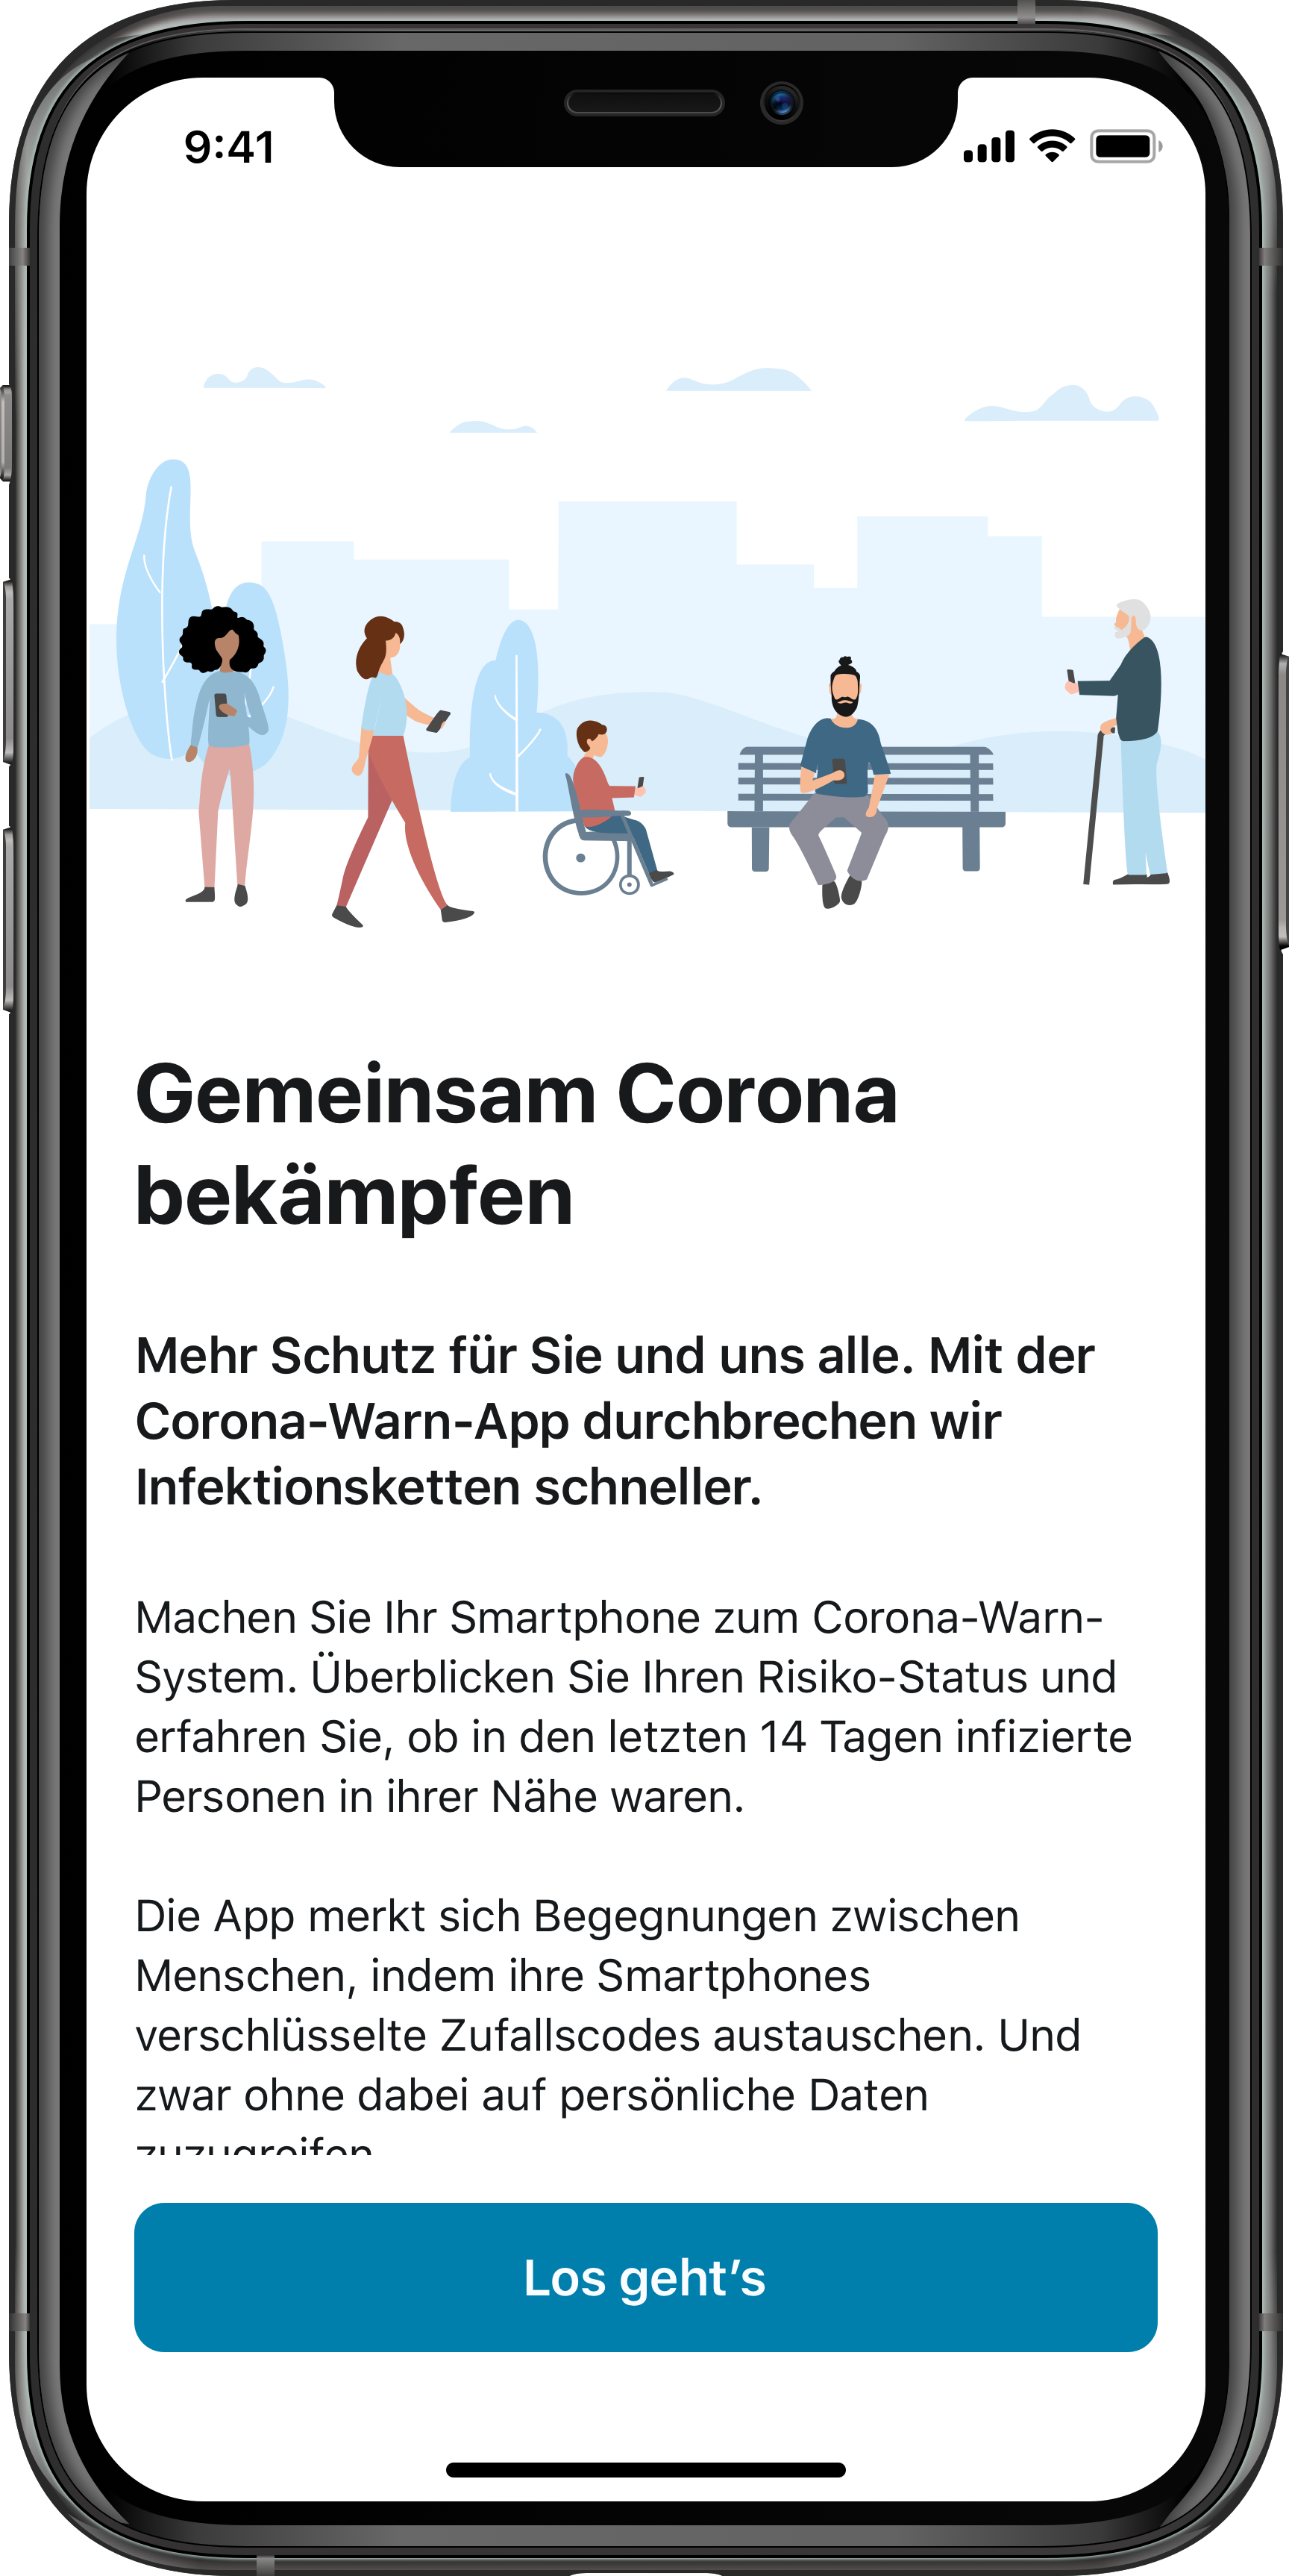 9:41
Gemeinsam Corona
bekämpfen
Mehr Schutz für Sie und uns alle. Mit der
Corona-Warn-App durchbrechen wir
Infektionsketten schneller.
Machen Sie Ihr Smartphone zum Corona-Warn-
System. Überblicken Sie Ihren Risiko-Status und
erfahren Sie, ob in den letzten 14 Tagen infizierte
Personen in ihrer Nähe waren.
Die App merkt sich Begegnungen zwischen
Menschen, indem ihre Smartphones
verschlüsselte Zufallscodes austauschen. Und
zwar ohne dabei auf persönliche Daten
zuzugreifen
Los geht’s